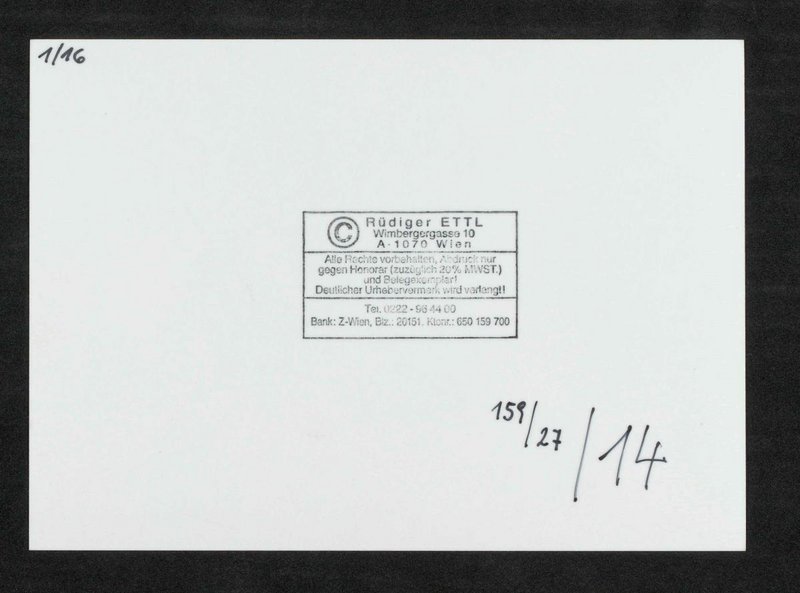 1/16
© Rüdiger ETTL
Wimbergergasse 10
A-1070 Wien
Alle Rechte vorbehalten, Abdruck nur
gegen Honorar (zuzüglich 20% MWST.)
und Belegexemplar!
Deutlicher Urhebervermerk wird verlangt!
Tel. 0222 - 96 44 00
Bank: Z-Wien, Blz.: 20151, Ktonr.: 650 159 700
159/27/14